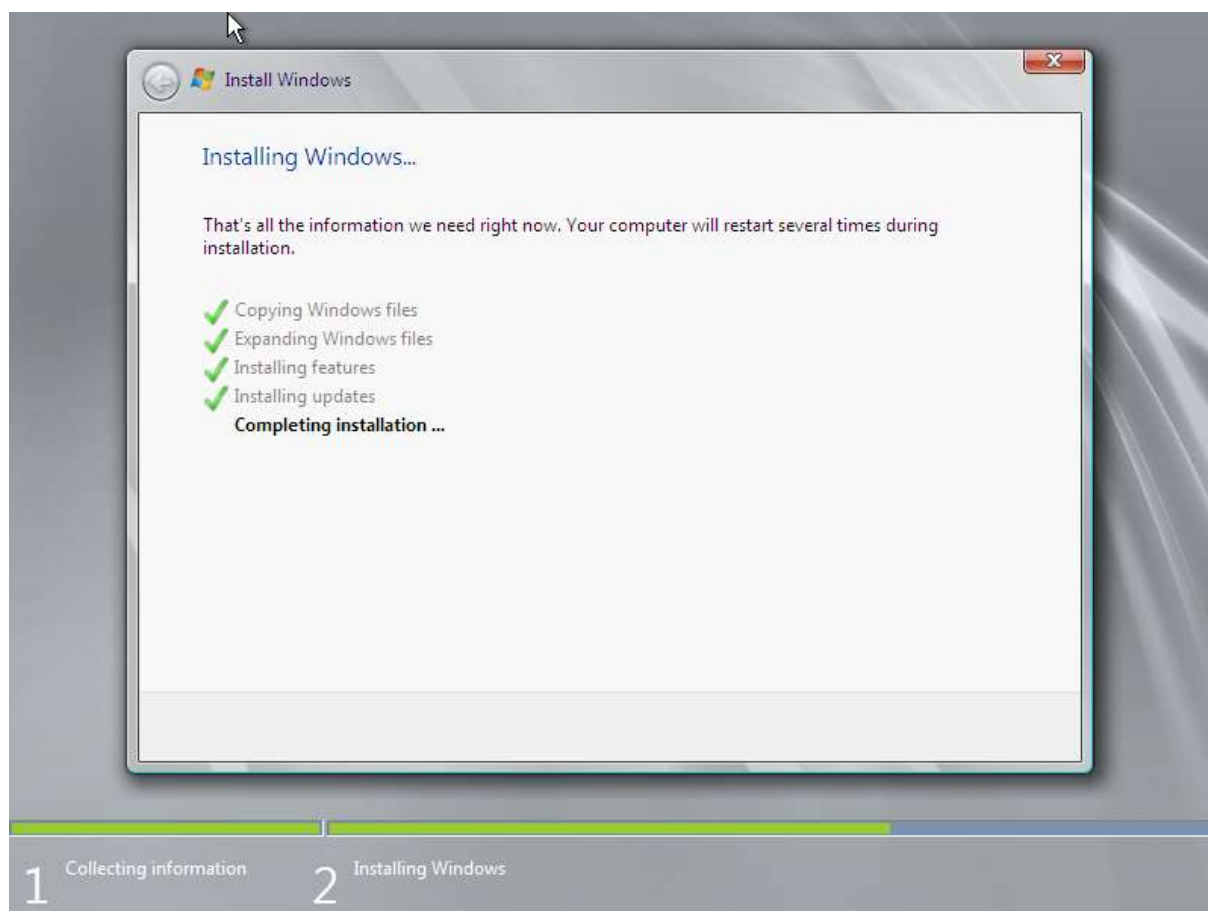 Install Windows
Installing Windows...
That's all the information we need right now. Your computer will restart several times during
installation.
Copying Windows files
Expanding Windows files
Installing features
Installing updates
Completing installation ...
1 Collecting information
2 Installing Windows